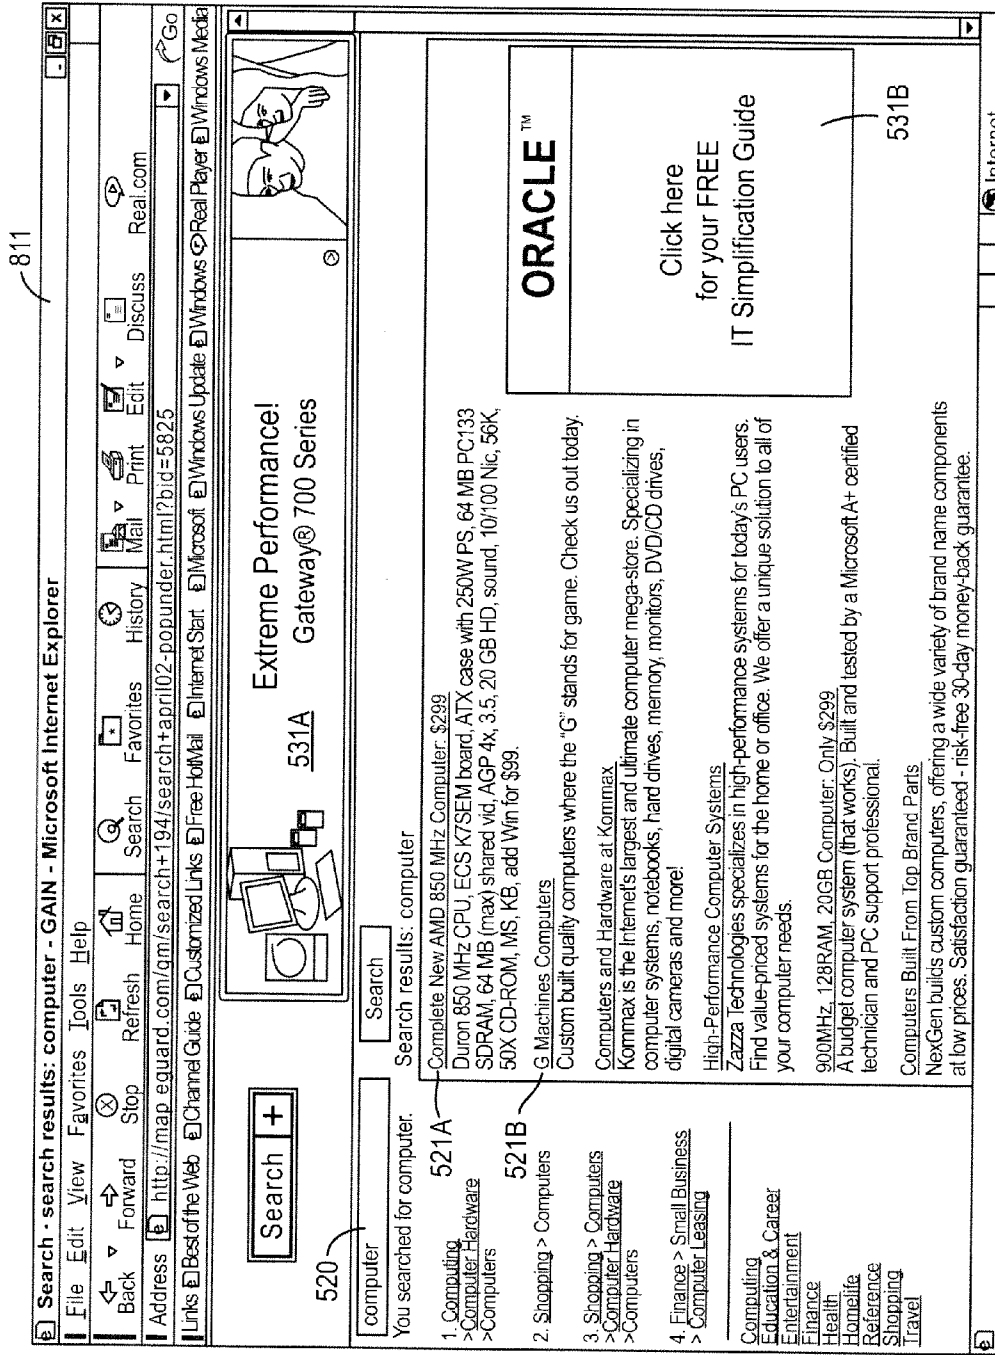 811
Search - search results: computer - GAIN - Microsoft Internet Explorer
File Edit View Favorites Tools Help
Back Forward Stop Refresh Home Search Favorites History Mail Print Edit Discuss Real.com
Address http://map eguard.com/qm/search+194/search+april02-popunder.html?bid=5825 Go
Links Best of the Web Channel Guide Customized Links Free HotMail Internet Start Microsoft Windows Update Windows Real Player Windows Media
Search +
Extreme Performance!
531A Gateway® 700 Series
520
computer Search
You searched for computer. Search results: computer
521A
1. Computing
>Computer Hardware
>Computers
521B
2. Shopping > Computers
3. Shopping > Computers
>Computer Hardware
>Computers
4. Finance > Small Business
> Computer Leasing
Computing
Education & Career
Entertainment
Finance
Health
Homelife
Reference
Shopping
Travel
Complete New AMD 850 MHz Computer: $299
Duron 850 MHz CPU, ECS K7SEM board, ATX case with 250W PS, 64 MB PC133
SDRAM, 64 MB (max) shared vid, AGP 4x, 3.5, 20 GB HD, sound, 10/100 Nic, 56K,
50X CD-ROM, MS, KB, add Win for $99.
G Machines Computers
Custom built quality computers where the "G" stands for game. Check us out today.
Computers and Hardware at Kommax
Kommax is the Internet's largest and ultimate computer mega-store. Specializing in
computer systems, notebooks, hard drives, memory, monitors, DVD/CD drives,
digital cameras and more!
High-Performance Computer Systems
Zazza Technologies specializes in high-performance systems for today's PC users.
Find value-priced systems for the home or office. We offer a unique solution to all of
your computer needs.
900MHz, 128RAM, 20GB Computer: Only $299
A budget computer system (that works). Built and tested by a Microsoft A+ certified
technician and PC support professional.
Computers Built From Top Brand Parts
NexGen builds custom computers, offering a wide variety of brand name components
at low prices. Satisfaction guaranteed - risk-free 30-day money-back guarantee.
ORACLE™
Click here
for your FREE
IT Simplification Guide
531B
Internet